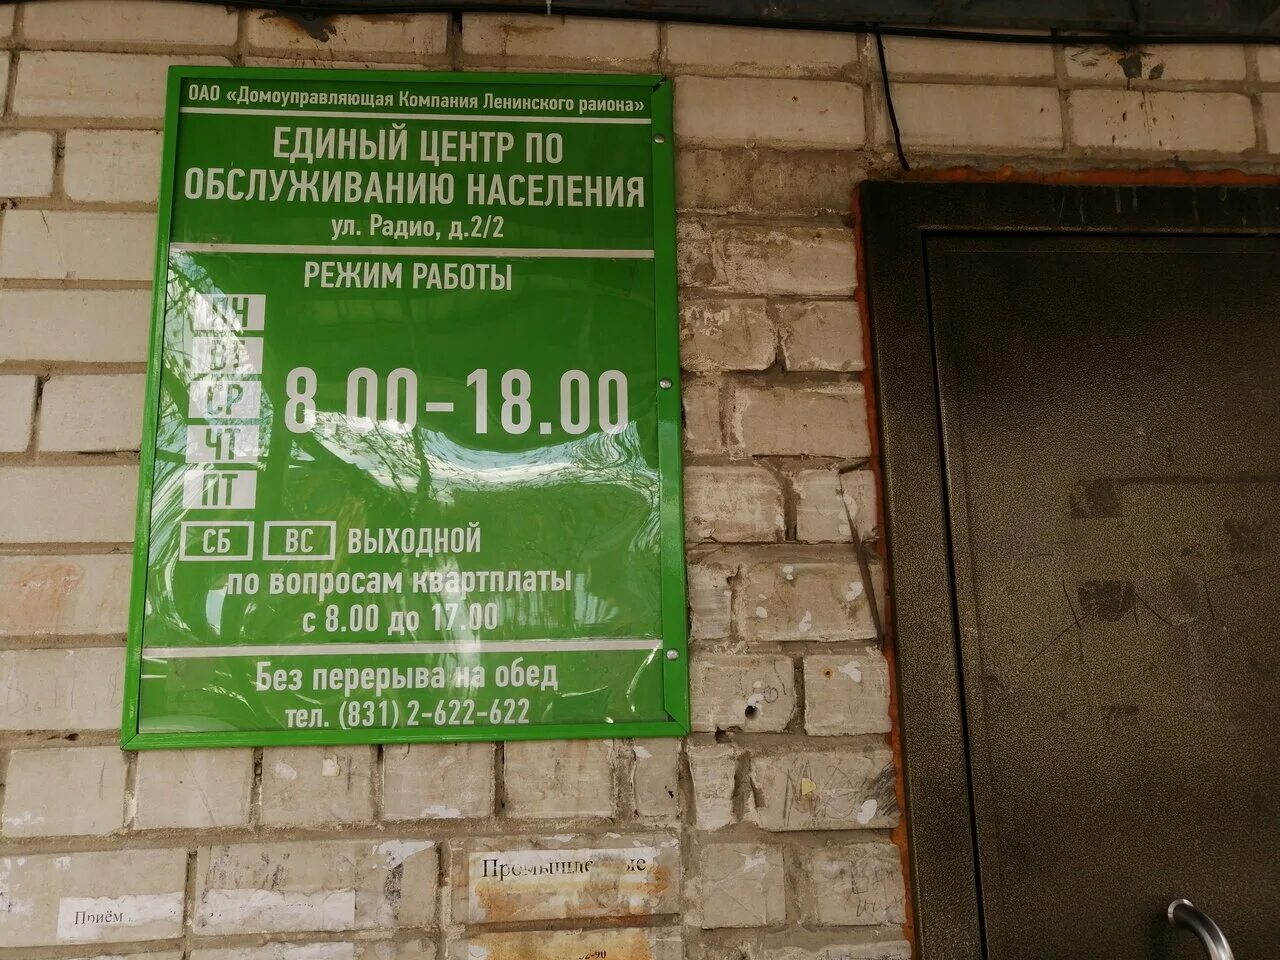 ОАО «Домоуправляющая Компания Ленинского раиона»
ЕДИНЫЙ ЦЕНТР ПО
ОБСЛУЖИВАНИЮ НАСЕЛЕНИЯ
ул. Радио, д.2/2
РЕЖИМ РАБОТЫ
ПН
ВТ
СР
8.00-18.00
ЧТ
ПТ
СБ ВС ВЫХОДНОЙ
по вопросам квартплаты
с 8.00 до 17.00
Без перерыва на обед
тел. (831) 2-622-622
Приём